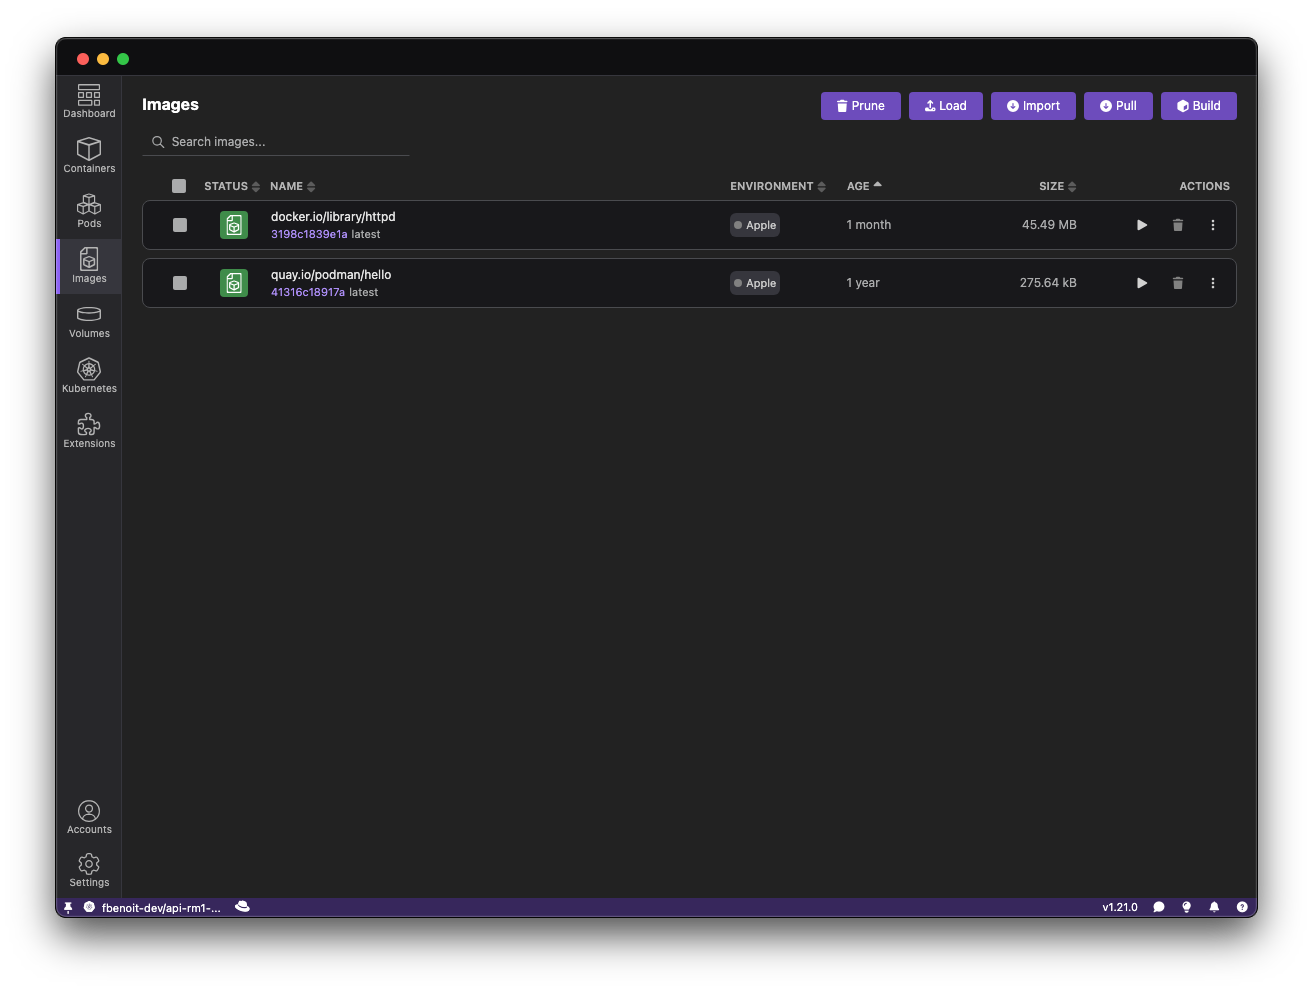 Dashboard
Containers
Pods
Images
Volumes
Kubernetes
Extensions
Accounts
Settings
Images
Prune
Load
Import
Pull
Build
Search images...
STATUS NAME ENVIRONMENT AGE SIZE ACTIONS
docker.io/library/httpd
3198c1839e1a latest
Apple
1 month
45.49 MB
quay.io/podman/hello
41316c18917a latest
Apple
1 year
275.64 kB
fbenoit-dev/api-rm1-...
v1.21.0